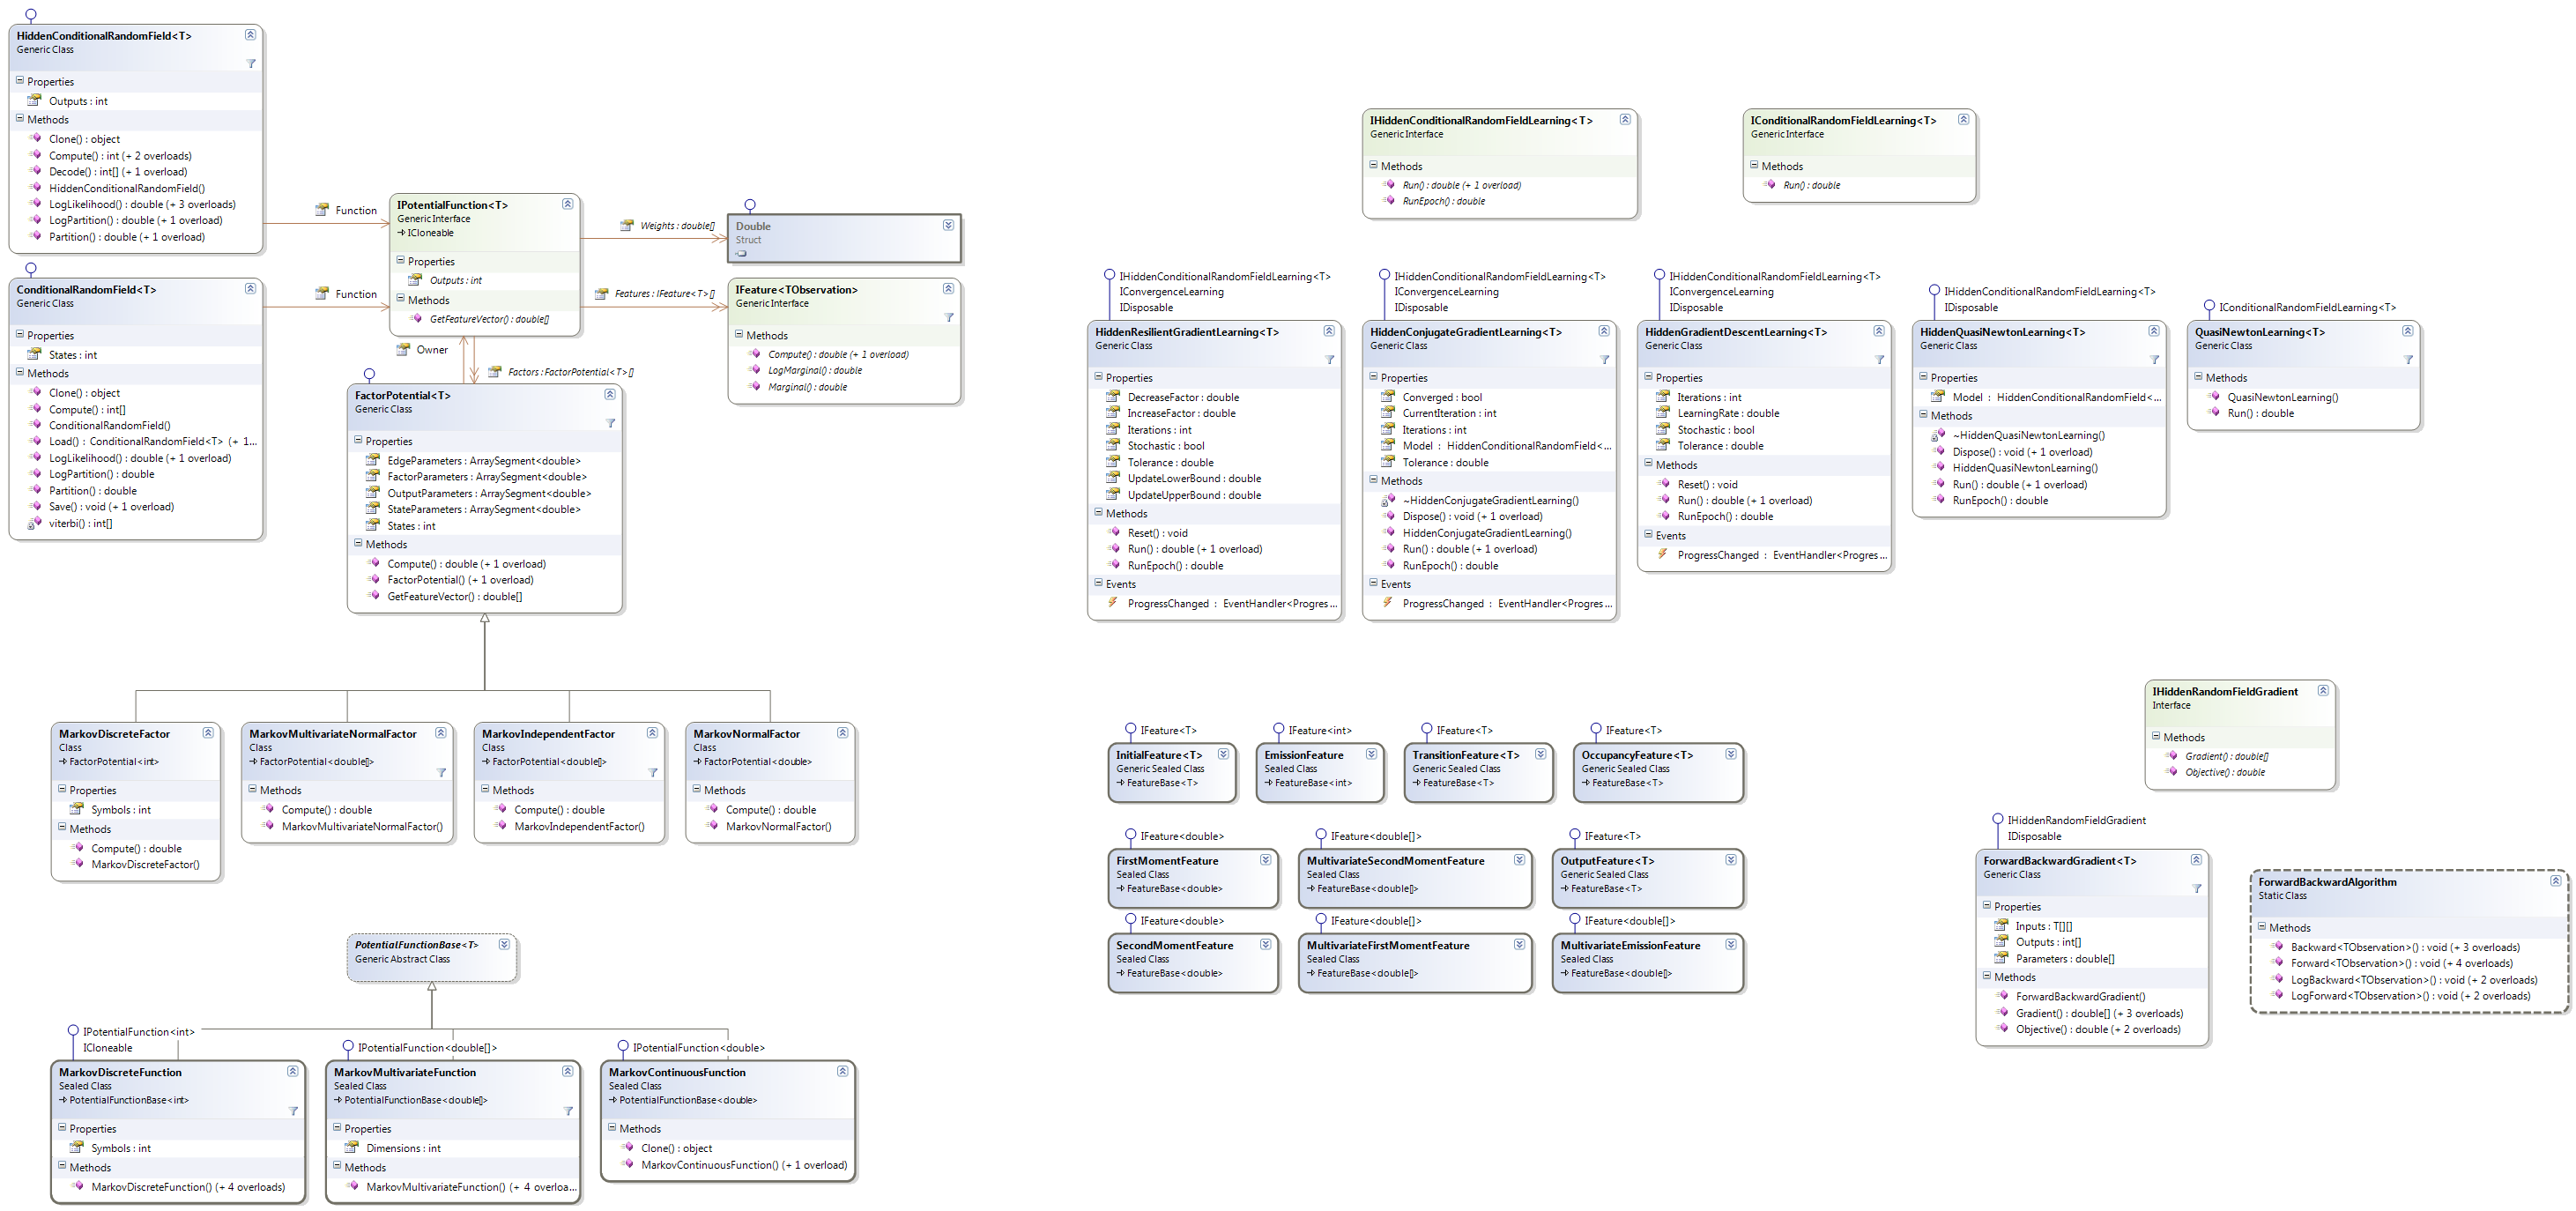 HiddenConditionalRandomField<T>
Generic Class
Properties
Outputs : int
Methods
Clone() : object
Compute() : int (+ 2 overloads)
Decode() : int[] (+ 1 overload)
HiddenConditionalRandomField()
LogLikelihood() : double (+ 3 overloads)
LogPartition() : double (+ 1 overload)
Partition() : double (+ 1 overload)
Function
ConditionalRandomField<T>
Generic Class
Properties
States : int
Methods
Clone() : object
Compute() : int[]
ConditionalRandomField()
Load() : ConditionalRandomField<T> (+ 1...
LogLikelihood() : double (+ 1 overload)
LogPartition() : double
Partition() : double
Save() : void (+ 1 overload)
viterbi() : int[]
Function
IPotentialFunction<T>
Generic Interface
ICloneable
Properties
Outputs : int
Methods
GetFeatureVector() : double[]
Weights : double[]
Features : IFeature<T>[]
Owner
Factors : FactorPotential<T>[]
Double
Struct
IFeature<TObservation>
Generic Interface
Methods
Compute() : double (+ 1 overload)
LogMarginal() : double
Marginal() : double
FactorPotential<T>
Generic Class
Properties
EdgeParameters : ArraySegment<double>
FactorParameters : ArraySegment<double>
OutputParameters : ArraySegment<double>
StateParameters : ArraySegment<double>
States : int
Methods
Compute() : double (+ 1 overload)
FactorPotential() (+ 1 overload)
GetFeatureVector() : double[]
MarkovDiscreteFactor
Class
FactorPotential<int>
Properties
Symbols : int
Methods
Compute() : double
MarkovDiscreteFactor()
MarkovMultivariateNormalFactor
Class
FactorPotential<double[]>
Methods
Compute() : double
MarkovMultivariateNormalFactor()
MarkovIndependentFactor
Class
FactorPotential<double[]>
Methods
Compute() : double
MarkovIndependentFactor()
MarkovNormalFactor
Class
FactorPotential<double>
Methods
Compute() : double
MarkovNormalFactor()
PotentialFunctionBase<T>
Generic Abstract Class
IPotentialFunction<int>
ICloneable
MarkovDiscreteFunction
Sealed Class
PotentialFunctionBase<int>
Properties
Symbols : int
Methods
MarkovDiscreteFunction() (+ 4 overloads)
IPotentialFunction<double[]>
MarkovMultivariateFunction
Sealed Class
PotentialFunctionBase<double[]>
Properties
Dimensions : int
Methods
MarkovMultivariateFunction() (+ 4 overloa...
IPotentialFunction<double>
MarkovContinuousFunction
Sealed Class
PotentialFunctionBase<double>
Methods
Clone() : object
MarkovContinuousFunction() (+ 1 overload)
IHiddenConditionalRandomFieldLearning<T>
Generic Interface
Methods
Run() : double (+ 1 overload)
RunEpoch() : double
IConditionalRandomFieldLearning<T>
Generic Interface
Methods
Run() : double
IHiddenConditionalRandomFieldLearning<T>
IConvergenceLearning
IDisposable
HiddenResilientGradientLearning<T>
Generic Class
Properties
DecreaseFactor : double
IncreaseFactor : double
Iterations : int
Stochastic : bool
Tolerance : double
UpdateLowerBound : double
UpdateUpperBound : double
Methods
Reset() : void
Run() : double (+ 1 overload)
RunEpoch() : double
Events
ProgressChanged : EventHandler<Progres...
IHiddenConditionalRandomFieldLearning<T>
IConvergenceLearning
IDisposable
HiddenConjugateGradientLearning<T>
Generic Class
Properties
Converged : bool
CurrentIteration : int
Iterations : int
Model : HiddenConditionalRandomField<...
Tolerance : double
Methods
~HiddenConjugateGradientLearning()
Dispose() : void (+ 1 overload)
HiddenConjugateGradientLearning()
Run() : double (+ 1 overload)
RunEpoch() : double
Events
ProgressChanged : EventHandler<Progres...
IHiddenConditionalRandomFieldLearning<T>
IConvergenceLearning
IDisposable
HiddenGradientDescentLearning<T>
Generic Class
Properties
Iterations : int
LearningRate : double
Stochastic : bool
Tolerance : double
Methods
Reset() : void
Run() : double (+ 1 overload)
RunEpoch() : double
Events
ProgressChanged : EventHandler<Progres...
IHiddenConditionalRandomFieldLearning<T>
IDisposable
HiddenQuasiNewtonLearning<T>
Generic Class
Properties
Model : HiddenConditionalRandomField<...
Methods
~HiddenQuasiNewtonLearning()
Dispose() : void (+ 1 overload)
HiddenQuasiNewtonLearning()
Run() : double (+ 1 overload)
RunEpoch() : double
IConditionalRandomFieldLearning<T>
QuasiNewtonLearning<T>
Generic Class
Methods
QuasiNewtonLearning()
Run() : double
IFeature<T>
InitialFeature<T>
Generic Sealed Class
FeatureBase<T>
IFeature<int>
EmissionFeature
Sealed Class
FeatureBase<int>
IFeature<T>
TransitionFeature<T>
Generic Sealed Class
FeatureBase<T>
IFeature<T>
OccupancyFeature<T>
Generic Sealed Class
FeatureBase<T>
IFeature<double>
FirstMomentFeature
Sealed Class
FeatureBase<double>
IFeature<double[]>
MultivariateSecondMomentFeature
Sealed Class
FeatureBase<double[]>
IFeature<T>
OutputFeature<T>
Generic Sealed Class
FeatureBase<T>
IFeature<double>
SecondMomentFeature
Sealed Class
FeatureBase<double>
IFeature<double[]>
MultivariateFirstMomentFeature
Sealed Class
FeatureBase<double[]>
IFeature<double[]>
MultivariateEmissionFeature
Sealed Class
FeatureBase<double[]>
IHiddenRandomFieldGradient
Interface
Methods
Gradient() : double[]
Objective() : double
IHiddenRandomFieldGradient
IDisposable
ForwardBackwardGradient<T>
Generic Class
Properties
Inputs : T[][]
Outputs : int[]
Parameters : double[]
Methods
ForwardBackwardGradient()
Gradient() : double[] (+ 3 overloads)
Objective() : double (+ 2 overloads)
ForwardBackwardAlgorithm
Static Class
Methods
Backward<TObservation>() : void (+ 3 overloads)
Forward<TObservation>() : void (+ 4 overloads)
LogBackward<TObservation>() : void (+ 2 overloads)
LogForward<TObservation>() : void (+ 2 overloads)